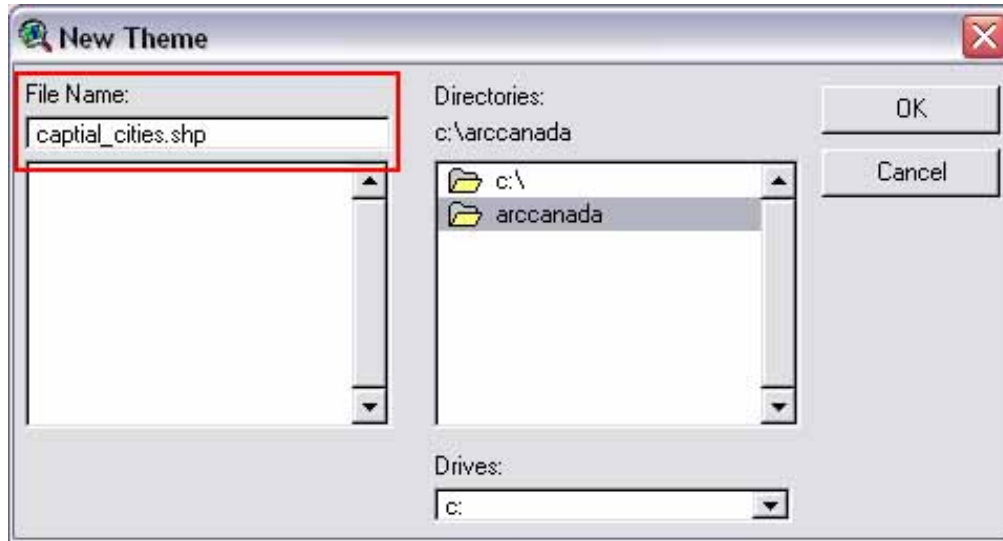 New Theme
File Name:
captial_cities.shp
Directories:
c:\arccanada
c:\
arccanada
Drives:
c:
OK
Cancel